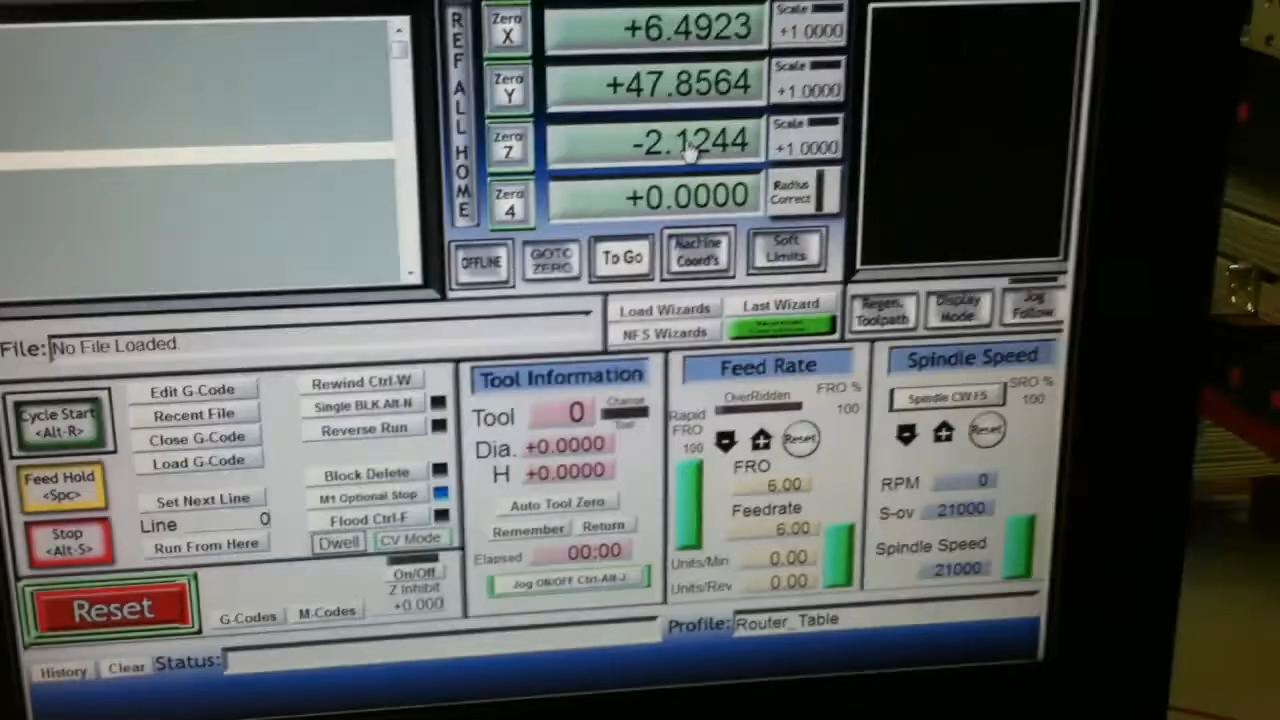 REF ALL HOME
Zero X +6.4923 Scale +1.0000
Zero Y +47.8564 Scale +1.0000
Zero Z -2.1244 Scale +1.0000
Zero 4 +0.0000 Radius Correct
OFFLINE GOTO ZERO To Go Machine Coord's Soft Limits
Load Wizards Last Wizard
NFS Wizards
Regen. Toolpath Display Mode Jog Follow
File: No File Loaded.
Cycle Start <Alt-R>
Feed Hold <Spc>
Stop <Alt-S>
Reset
Edit G-Code
Recent File
Close G-Code
Load G-Code
Set Next Line
Line 0
Run From Here
Rewind Ctrl-W
Single BLK Alt-N
Reverse Run
Block Delete
M1 Optional Stop
Flood Ctrl-F
Dwell CV Mode
On/Off
Z Inhibit
+0.000
G-Codes M-Codes
Tool Information
Tool 0 Change Tool
Dia. +0.0000
H +0.0000
Auto Tool Zero
Remember Return
Elapsed 00:00
Jog ON/OFF Ctrl-Alt-J
Feed Rate
OverRidden FRO %
100
Rapid FRO
100
Reset
FRO
6.00
Feedrate
6.00
Units/Min 0.00
Units/Rev 0.00
Spindle Speed
Spindle CW F5 SRO %
100
Reset
RPM 0
S-ov 21000
Spindle Speed
21000
History Clear Status:
Profile: Router_Table